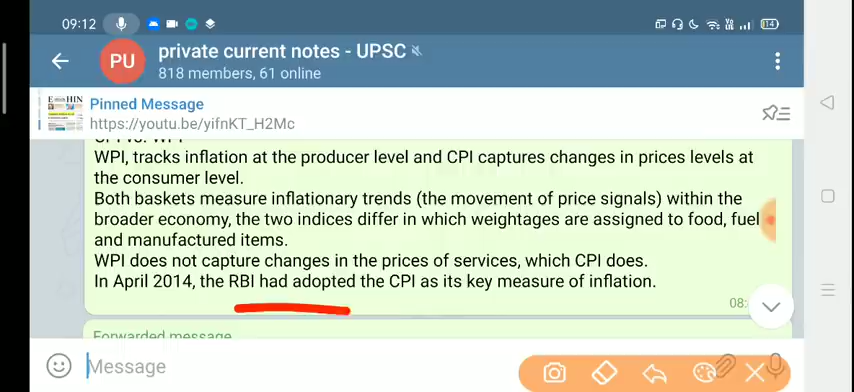 09:12
14
PU
private current notes - UPSC
818 members, 61 online
Pinned Message
https://youtu.be/yifnKT_H2Mc
WPI, tracks inflation at the producer level and CPI captures changes in prices levels at
the consumer level.
Both baskets measure inflationary trends (the movement of price signals) within the
broader economy, the two indices differ in which weightages are assigned to food, fuel
and manufactured items.
WPI does not capture changes in the prices of services, which CPI does.
In April 2014, the RBI had adopted the CPI as its key measure of inflation.
08:
Forwarded message
Message